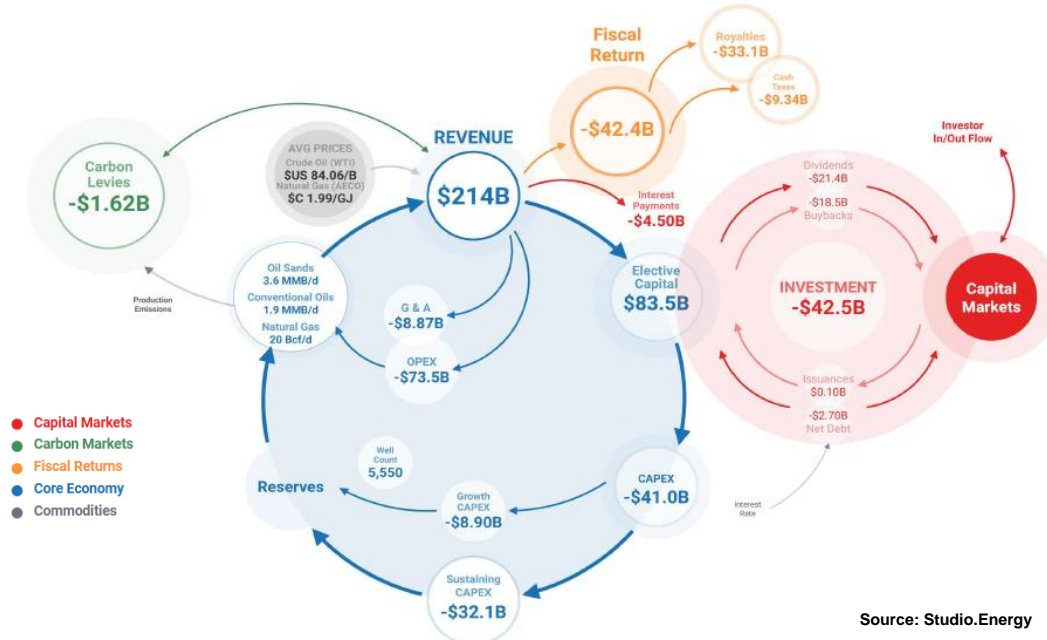 Fiscal
Return
-$42.4B
Royalties
-$33.1B
Cash
Taxes
-$9.34B
Carbon
Levies
-$1.62B
AVG PRICES
Crude Oil (WTI)
$US 84.06/B
Natural Gas (AECO)
$C 1.99/GJ
REVENUE
$214B
Interest
Payments
-$4.50B
Investor
In/Out Flow
Dividends
-$21.4B
-$18.5B
Buybacks
INVESTMENT
-$42.5B
Capital
Markets
Issuances
$0.10B
-$2.70B
Net Debt
Interest
Rate
Elective
Capital
$83.5B
Production
Emissions
Oil Sands
3.6 MMB/d
Conventional Oils
1.9 MMB/d
Natural Gas
20 Bcf/d
G & A
-$8.87B
OPEX
-$73.5B
Well
Count
5,550
Reserves
Growth
CAPEX
-$8.90B
CAPEX
-$41.0B
Sustaining
CAPEX
-$32.1B
Capital Markets
Carbon Markets
Fiscal Returns
Core Economy
Commodities
Source: Studio.Energy